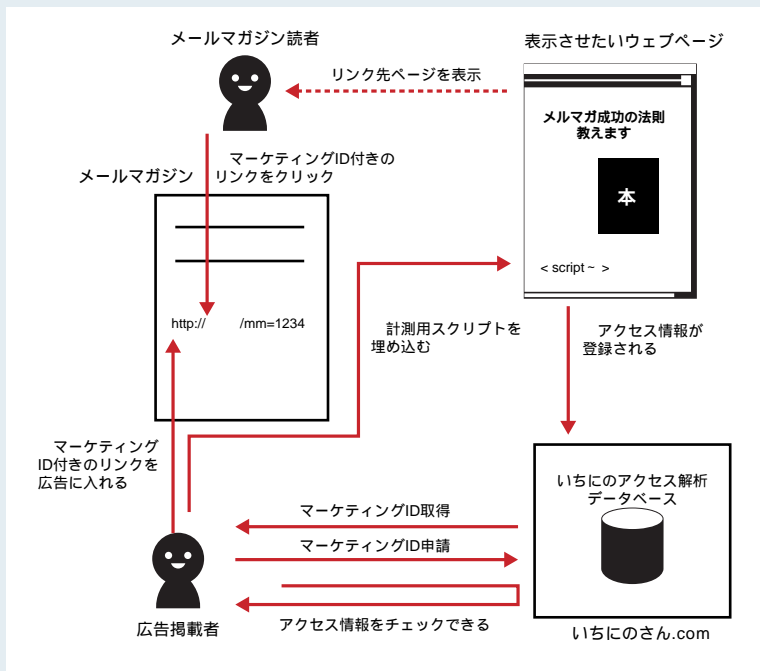 メールマガジン読者
表示させたいウェブページ
リンク先ページを表示
メルマガ成功の法則
教えます
本
< script ~ >
マーケティングID付きの
リンクをクリック
メールマガジン
http:// /mm=1234
計測用スクリプトを
埋め込む
アクセス情報が
登録される
マーケティング
ID付きのリンクを
広告に入れる
いちにのアクセス解析
データベース
マーケティングID取得
マーケティングID申請
アクセス情報をチェックできる
広告掲載者
いちにのさん.com